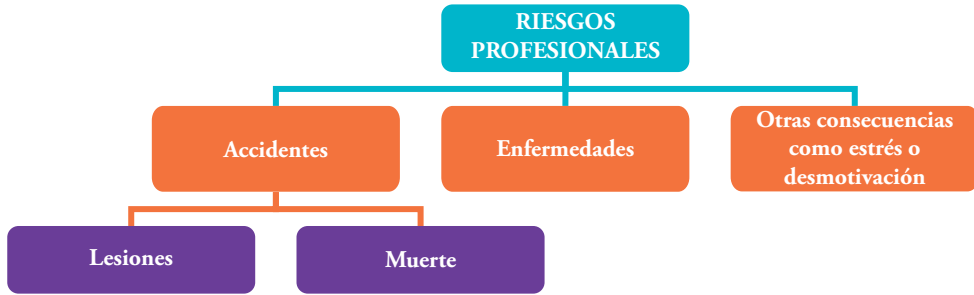 RIESGOS
PROFESIONALES
Accidentes
Enfermedades
Otras consecuencias
como estrés o
desmotivación
Lesiones
Muerte